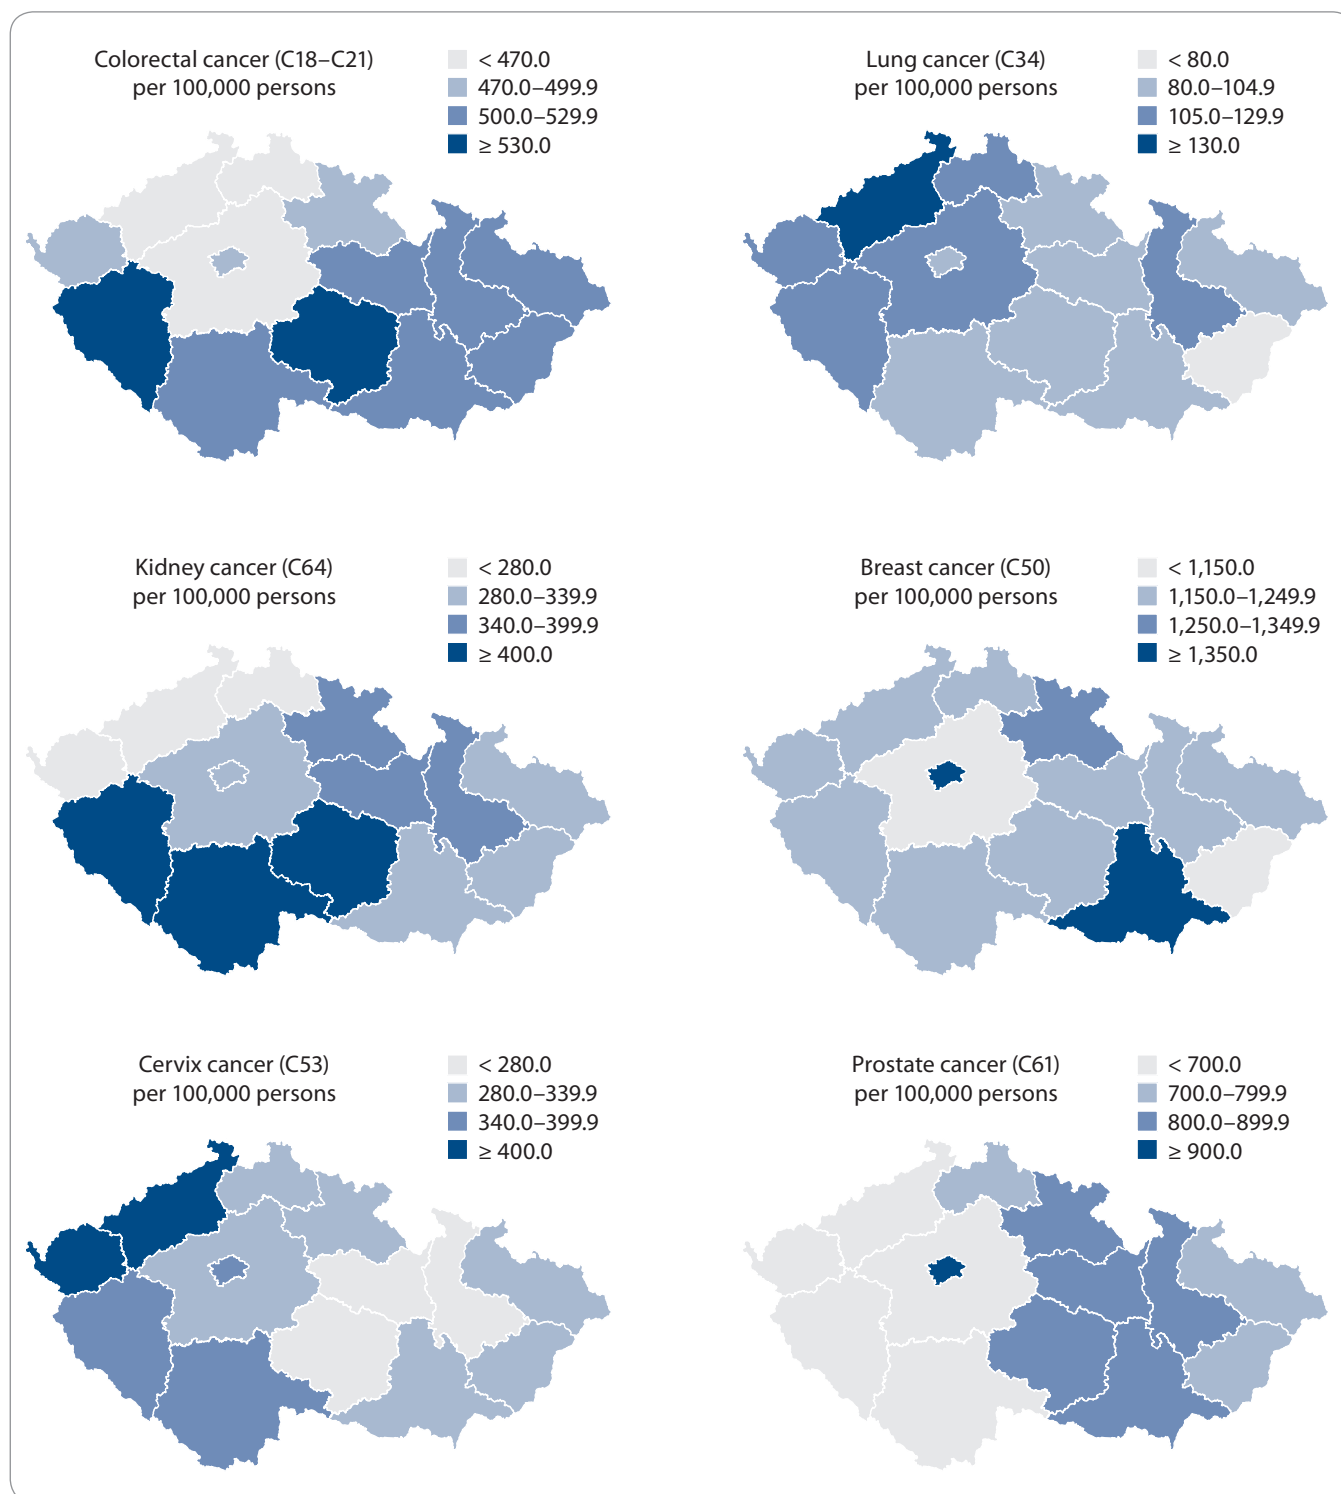 Colorectal cancer (C18–C21)
per 100,000 persons
< 470.0
470.0–499.9
500.0–529.9
≥ 530.0
Lung cancer (C34)
per 100,000 persons
< 80.0
80.0–104.9
105.0–129.9
≥ 130.0
Kidney cancer (C64)
per 100,000 persons
< 280.0
280.0–339.9
340.0–399.9
≥ 400.0
Breast cancer (C50)
per 100,000 persons
< 1,150.0
1,150.0–1,249.9
1,250.0–1,349.9
≥ 1,350.0
Cervix cancer (C53)
per 100,000 persons
< 280.0
280.0–339.9
340.0–399.9
≥ 400.0
Prostate cancer (C61)
per 100,000 persons
< 700.0
700.0–799.9
800.0–899.9
≥ 900.0